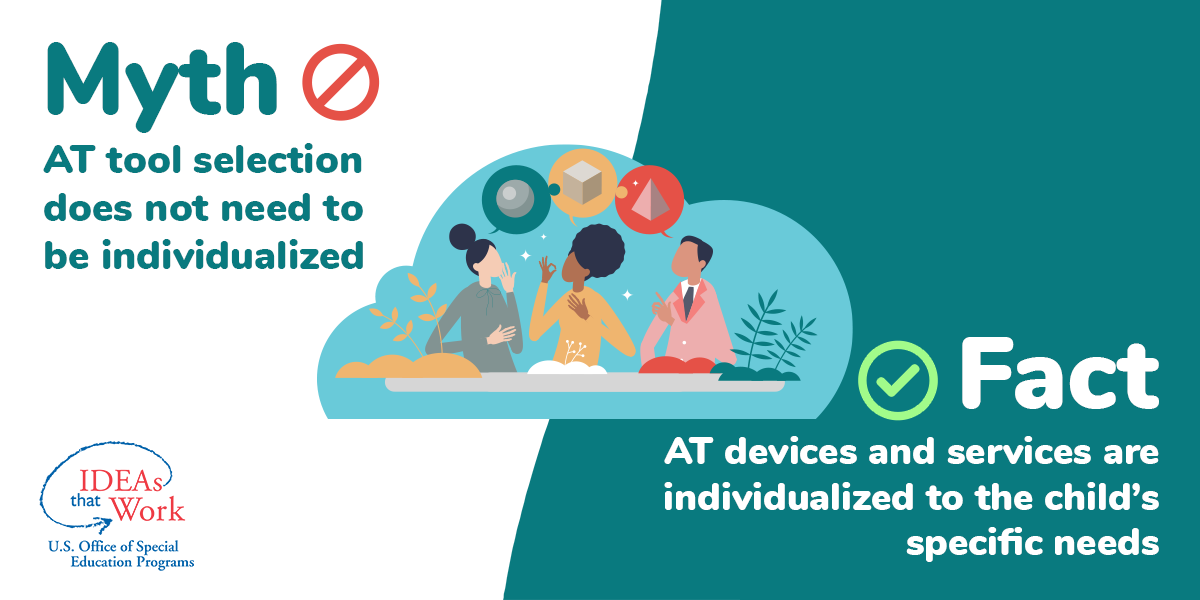 Myth
AT tool selection
does not need to
be individualized
Fact
AT devices and services are
individualized to the child's
specific needs
IDEAs
that Work
U.S. Office of Special
Education Programs